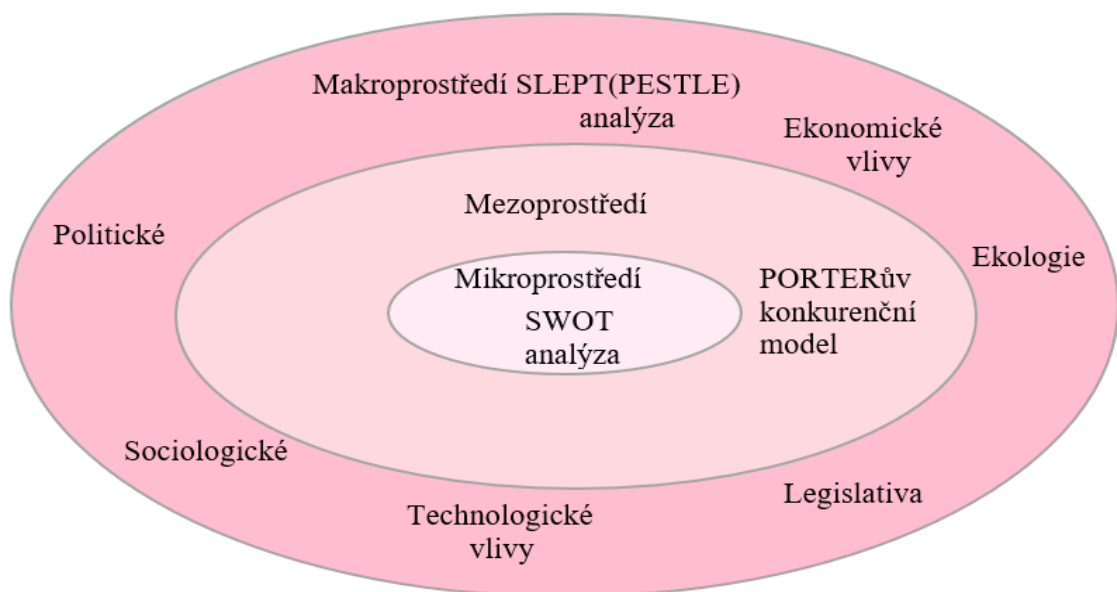 Makroprostředí SLEPT(PESTLE)
analýza
Ekonomické
vlivy
Mezoprostředí
Politické
Ekologie
Mikroprostředí
SWOT
analýza
PORTERův
konkurenční
model
Sociologické
Legislativa
Technologické
vlivy